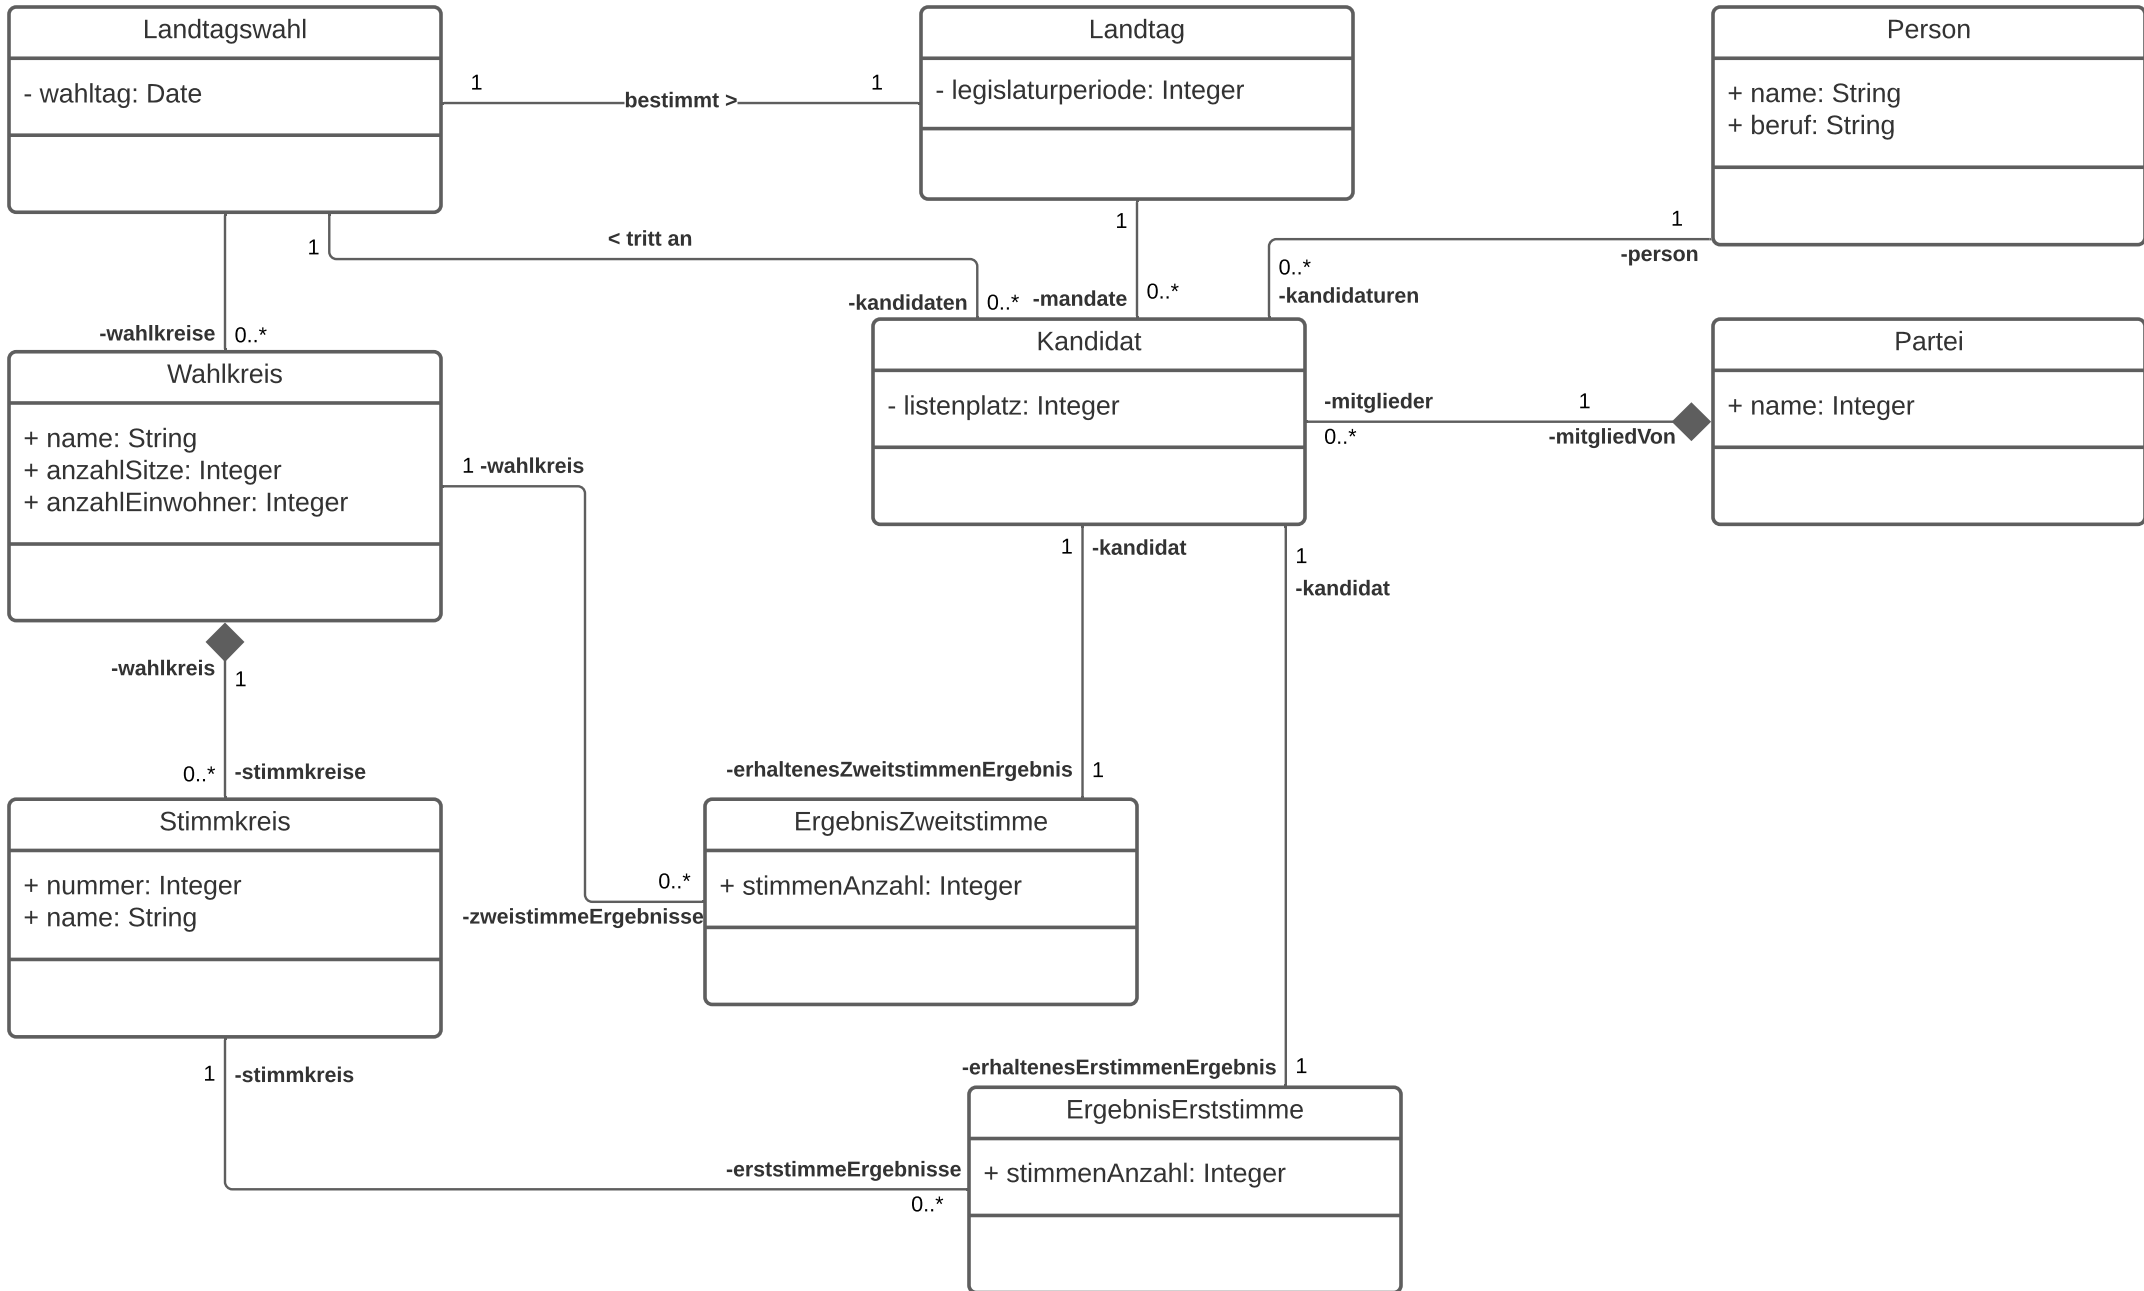 Landtagswahl
- wahltag: Date
1
bestimmt >
1
Landtag
- legislaturperiode: Integer
Person
+ name: String
+ beruf: String
1
< tritt an
-kandidaten
0..*
1
-mandate
0..*
1
-person
0..*
-kandidaturen
-wahlkreise
0..*
Wahlkreis
+ name: String
+ anzahlSitze: Integer
+ anzahlEinwohner: Integer
Kandidat
- listenplatz: Integer
-mitglieder
0..*
1
-mitgliedVon
Partei
+ name: Integer
1 -wahlkreis
1
-kandidat
1
-kandidat
-wahlkreis
1
0..*
-stimmkreise
Stimmkreis
+ nummer: Integer
+ name: String
-erhaltenesZweitstimmenErgebnis
1
ErgebnisZweitstimme
+ stimmenAnzahl: Integer
0..*
-zweistimmeErgebnisse
1
-stimmkreis
-erhaltenesErstimmenErgebnis
1
ErgebnisErststimme
+ stimmenAnzahl: Integer
-erststimmeErgebnisse
0..*